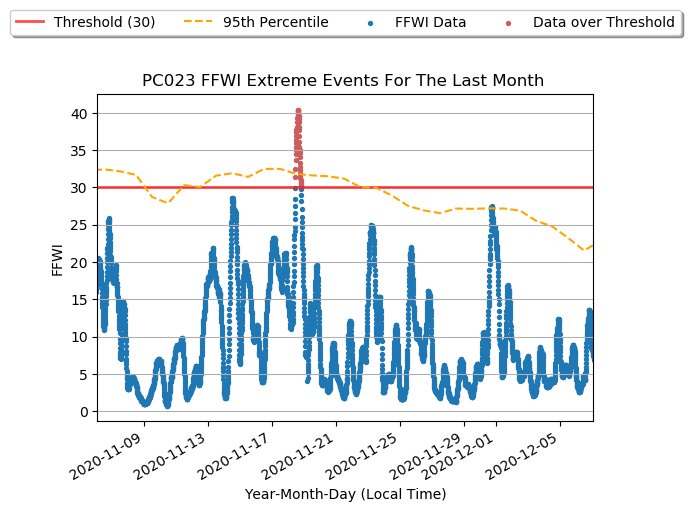 Threshold (30) 95th Percentile FFWI Data Data over Threshold
PC023 FFWI Extreme Events For The Last Month
40
35
30
25
20
15
10
5
0
FFWI
2020-11-09 2020-11-13 2020-11-17 2020-11-21 2020-11-25 2020-11-29 2020-12-01 2020-12-05
Year-Month-Day (Local Time)